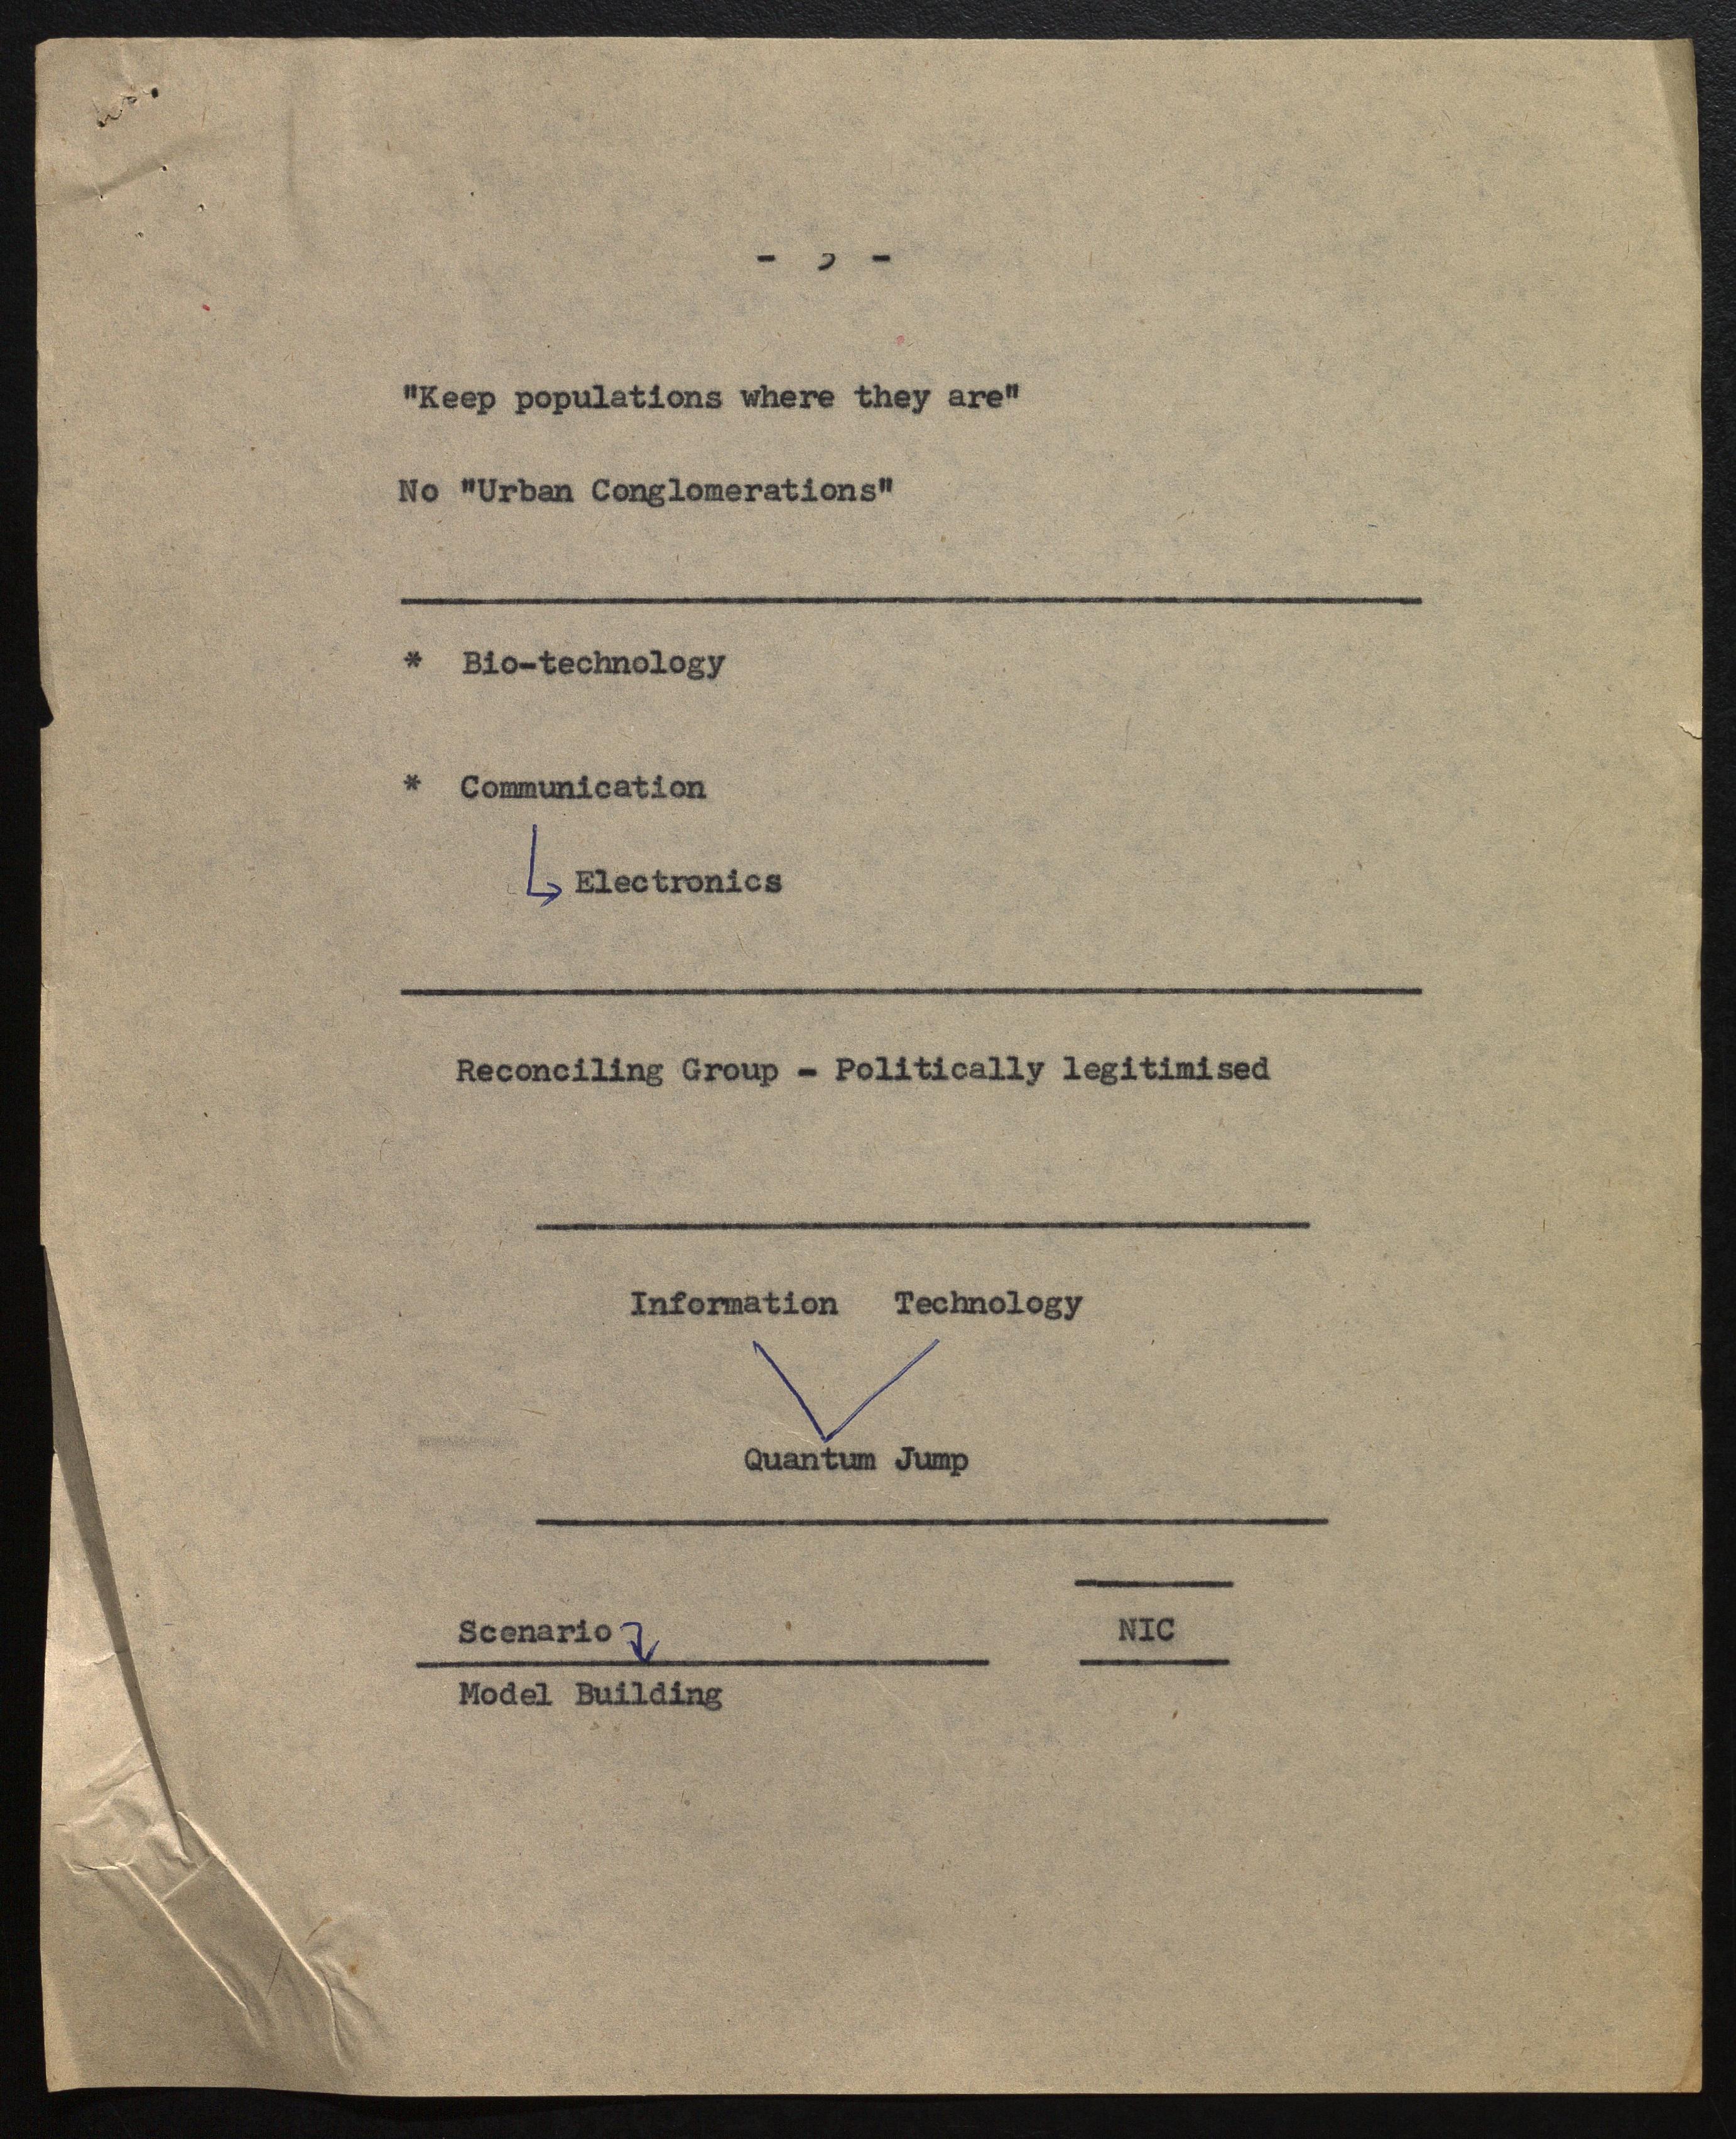 "Keep populations where they are"
No "Urban Conglomerations"
* Bio-technology
* Communication
Electronics
Reconciling Group - Politically legitimised
Information Technology
Quantum Jump
Scenario
NIC
Model Building